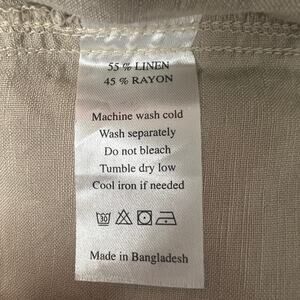 55 % LINEN
45 % RAYON
Machine wash cold
Wash separately
Do not bleach
Tumble dry low
Cool iron if needed
30
Made in Bangladesh